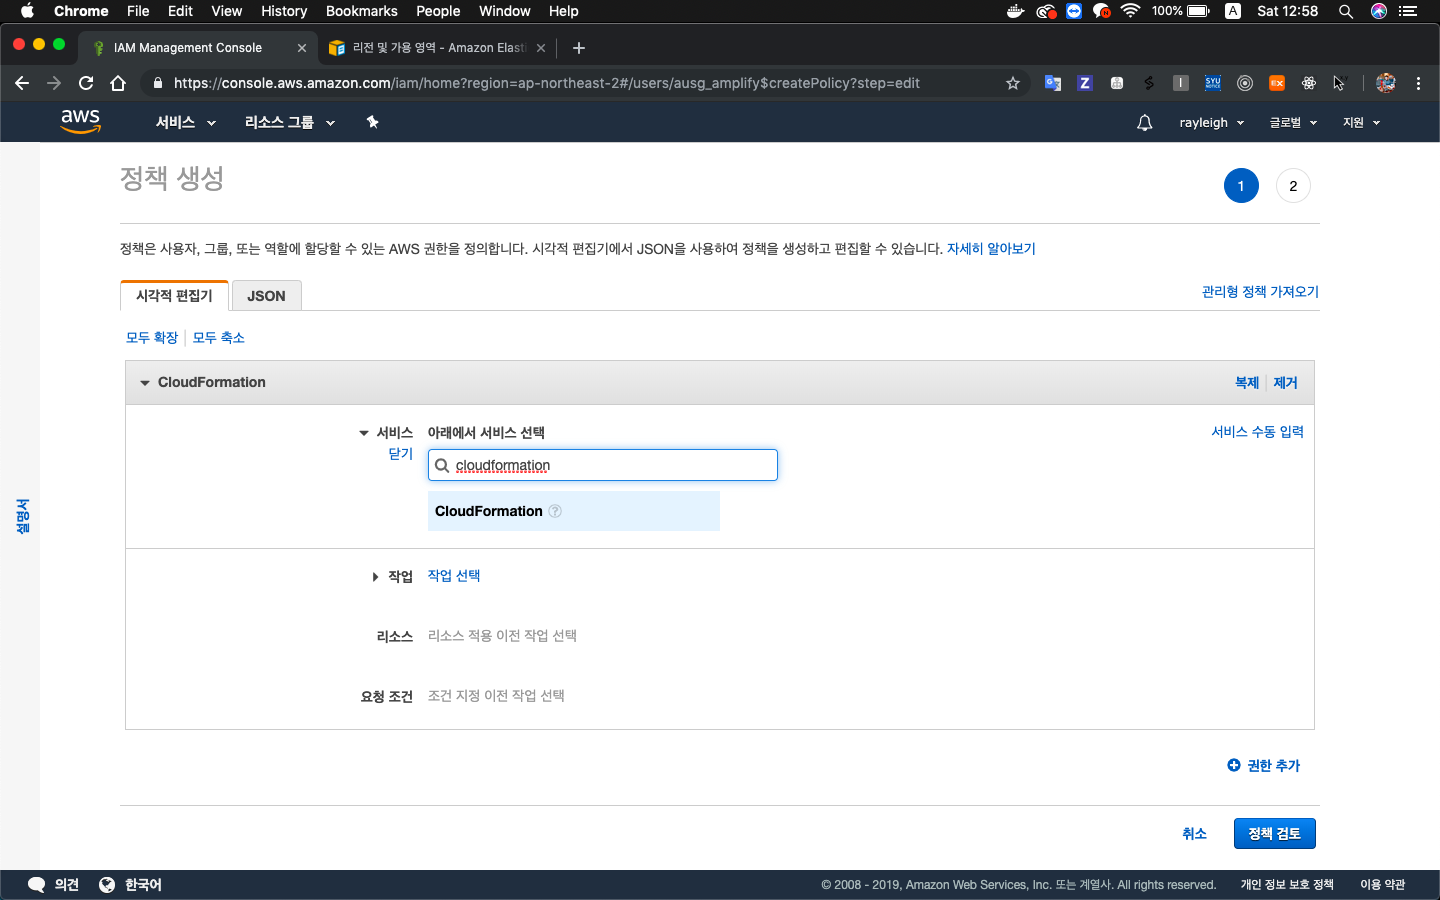 Chrome File Edit View History Bookmarks People Window Help 100% A Sat 12:58
IAM Management Console 리전 및 가용 영역 - Amazon Elasti
https://console.aws.amazon.com/iam/home?region=ap-northeast-2#/users/ausg_amplify$createPolicy?step=edit
aws 서비스 리소스 그룹 rayleigh 글로벌 지원
정책 생성
1 2
정책은 사용자, 그룹, 또는 역할에 할당할 수 있는 AWS 권한을 정의합니다. 시각적 편집기에서 JSON을 사용하여 정책을 생성하고 편집할 수 있습니다. 자세히 알아보기
시각적 편집기 JSON 관리형 정책 가져오기
모두 확장 모두 축소
CloudFormation 복제 제거
서비스 아래에서 서비스 선택 서비스 수동 입력
닫기
cloudformation
CloudFormation ?
설명서
작업 작업 선택
리소스 리소스 적용 이전 작업 선택
요청 조건 조건 지정 이전 작업 선택
권한 추가
취소 정책 검토
의견 한국어 © 2008 - 2019, Amazon Web Services, Inc. 또는 계열사. All rights reserved. 개인 정보 보호 정책 이용 약관